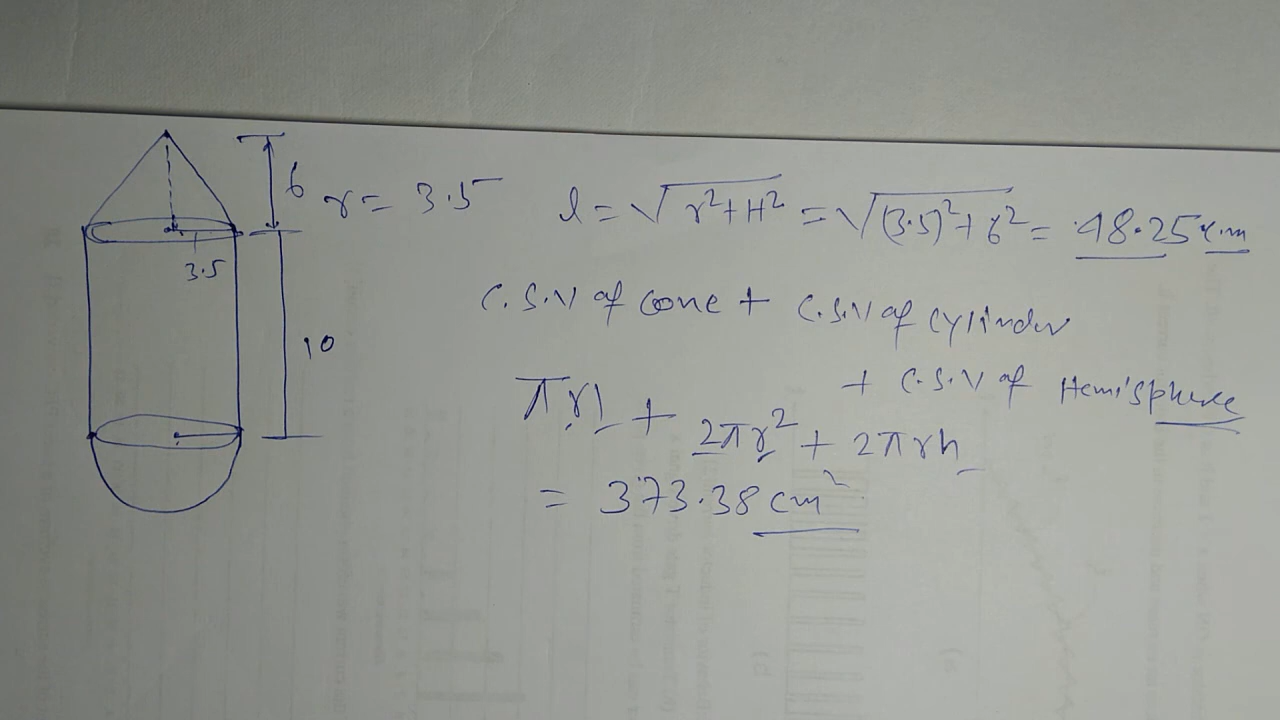 6
r = 3.5 l = √r²+H² = √(3.5)²+6² = 48.25 cm
3.5
C.S.V of cone + C.S.V of cylinder
10
+ C.S.V of Hemisphere
πrl + 2πr² + 2πrh
= 373.38 cm²